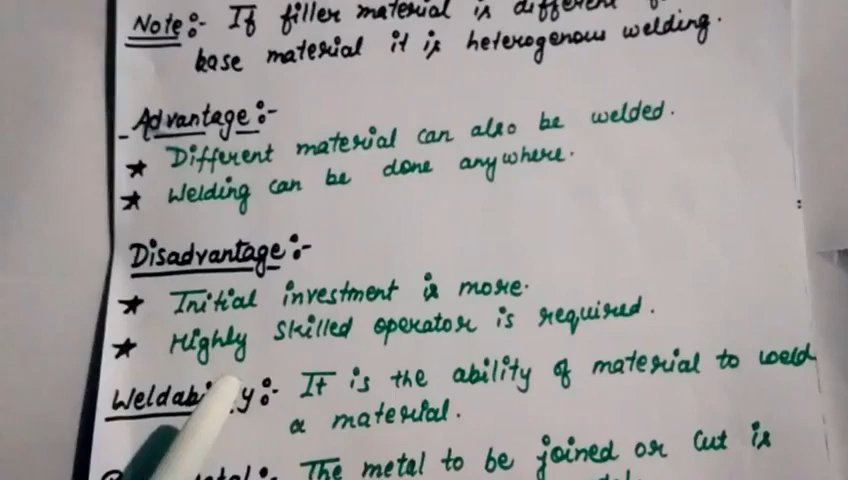 Note:- If filler material is different
base material it is heterogenous welding.
Advantage:-
★ Different material can also be welded.
★ Welding can be done anywhere.
Disadvantage:-
★ Initial investment is more.
★ Highly skilled operator is required.
Weldability:- It is the ability of material to weld
a material.
The metal to be joined or cut is